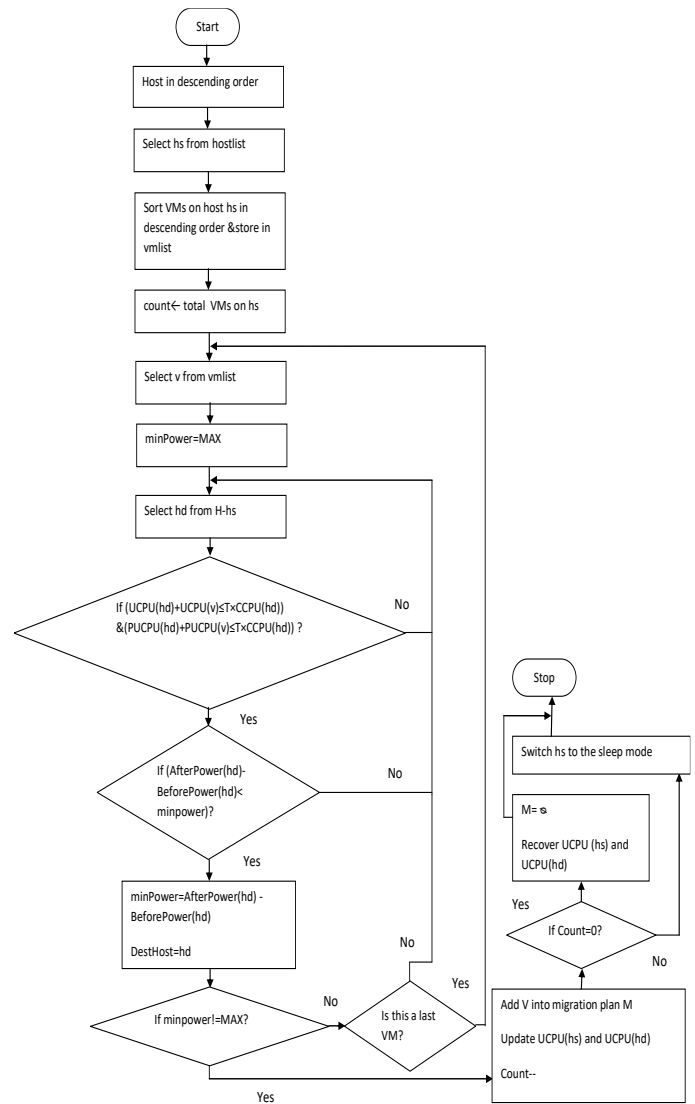 Start
Host in descending order
Select hs from hostlist
Sort VMs on host hs in
descending order &store in
vmlist
count← total VMs on hs
Select v from vmlist
minPower=MAX
Select hd from H-hs
If (UCPU(hd)+UCPU(v)≤T×CCPU(hd))
&(PUCPU(hd)+PUCPU(v)≤T×CCPU(hd)) ?
No
Yes
If (AfterPower(hd)-
BeforePower(hd)<
minpower)?
No
Yes
minPower=AfterPower(hd) -
BeforePower(hd)
DestHost=hd
If minpower!=MAX?
No
Yes
Is this a last
VM?
No
Yes
Add V into migration plan M
Update UCPU(hs) and UCPU(hd)
Count--
If Count=0?
Yes
No
M= ⦰
Recover UCPU (hs) and
UCPU(hd)
Switch hs to the sleep mode
Stop